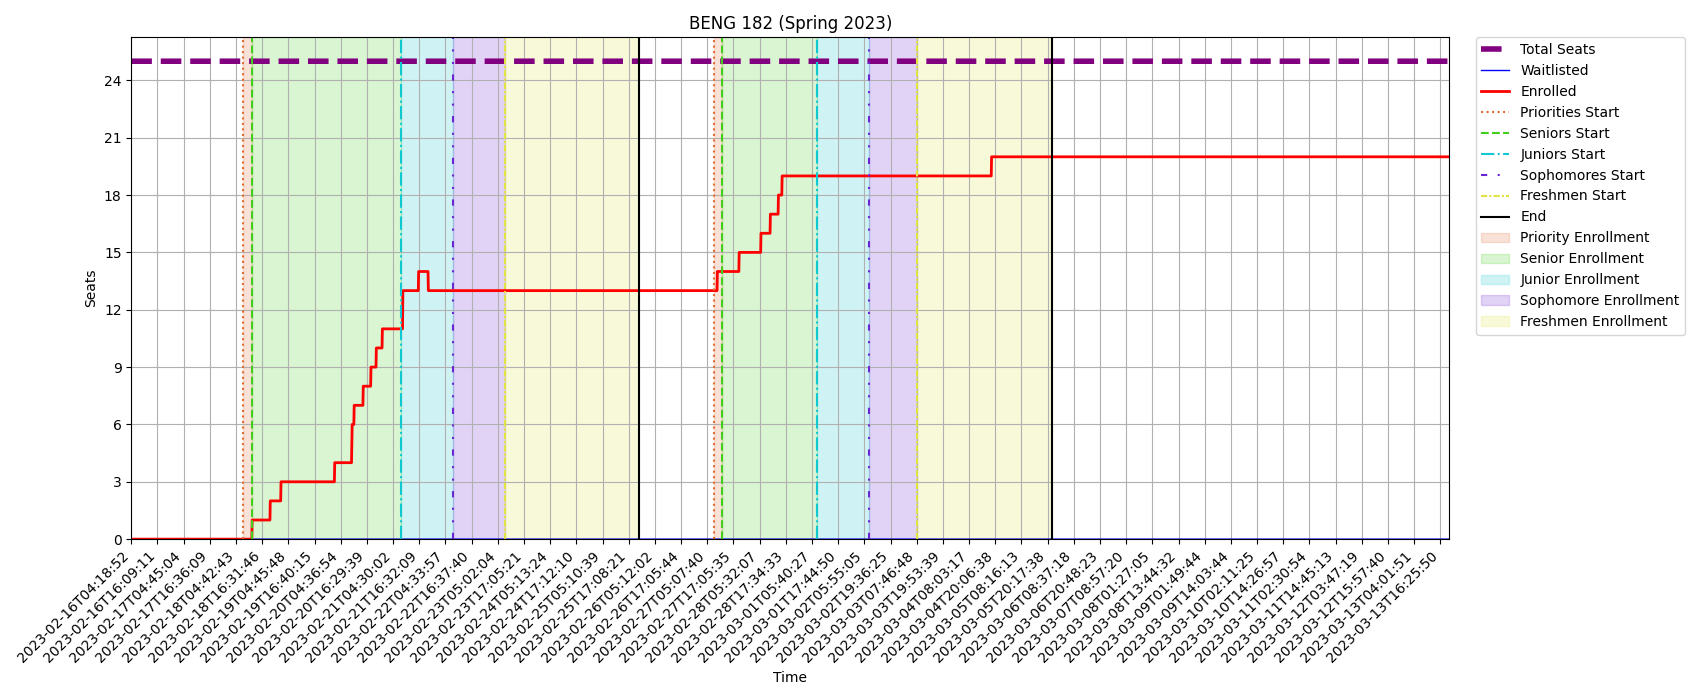 BENG 182 (Spring 2023)
Total Seats
Waitlisted
Enrolled
Priorities Start
Seniors Start
Juniors Start
Sophomores Start
Freshmen Start
End
Priority Enrollment
Senior Enrollment
Junior Enrollment
Sophomore Enrollment
Freshmen Enrollment
Seats
24
21
18
15
12
9
6
3
0
2023-02-16T04:18:52
2023-02-16T16:09:11
2023-02-17T04:45:04
2023-02-17T16:36:09
2023-02-18T04:42:43
2023-02-18T16:31:46
2023-02-19T04:45:48
2023-02-19T16:40:15
2023-02-20T04:36:54
2023-02-20T16:29:39
2023-02-21T04:30:02
2023-02-21T16:32:09
2023-02-22T04:33:57
2023-02-22T16:37:40
2023-02-23T05:02:04
2023-02-23T17:05:21
2023-02-24T05:13:24
2023-02-24T17:12:10
2023-02-25T05:10:39
2023-02-25T17:08:21
2023-02-26T05:12:02
2023-02-26T17:05:44
2023-02-27T05:07:40
2023-02-27T17:05:35
2023-02-28T05:32:07
2023-02-28T17:34:33
2023-03-01T05:40:27
2023-03-01T17:44:50
2023-03-02T05:55:05
2023-03-02T19:36:25
2023-03-03T07:46:48
2023-03-03T19:53:39
2023-03-04T08:03:17
2023-03-04T20:06:38
2023-03-05T08:16:13
2023-03-05T20:17:38
2023-03-06T08:37:18
2023-03-06T20:48:23
2023-03-07T08:57:20
2023-03-08T01:27:05
2023-03-08T13:44:32
2023-03-09T01:49:44
2023-03-09T14:03:44
2023-03-10T02:11:25
2023-03-10T14:26:57
2023-03-11T02:30:54
2023-03-11T14:45:13
2023-03-12T03:47:19
2023-03-12T15:57:40
2023-03-13T04:01:51
2023-03-13T16:25:50
Time